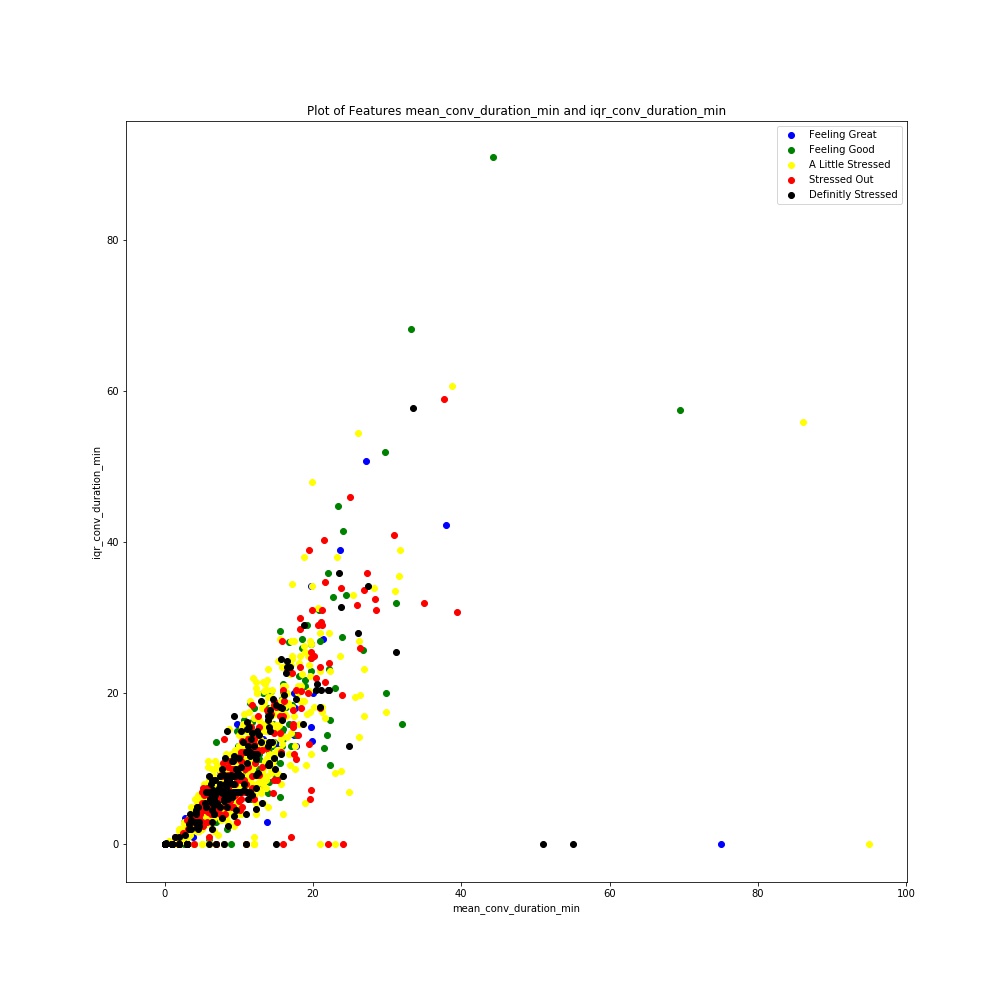 Plot of Features mean_conv_duration_min and iqr_conv_duration_min
Feeling Great
Feeling Good
A Little Stressed
Stressed Out
Definitly Stressed
80
60
40
20
0
iqr_conv_duration_min
0 20 40 60 80 100
mean_conv_duration_min